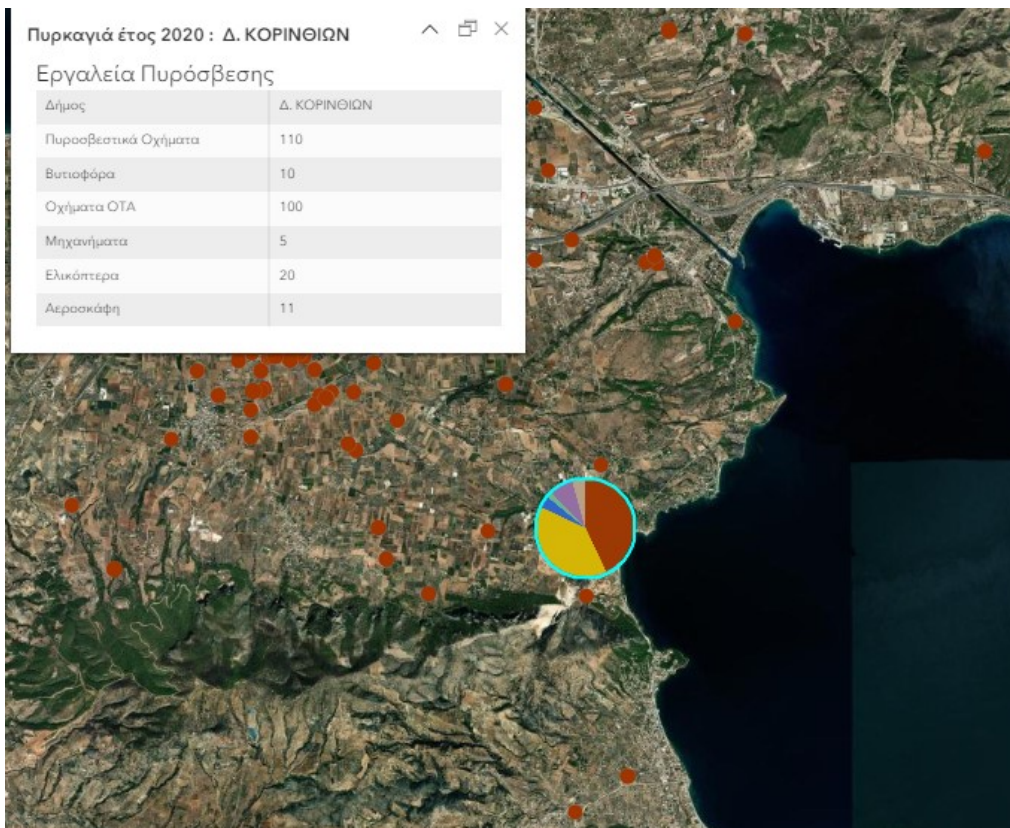 Πυρκαγιά έτος 2020 : Δ. ΚΟΡΙΝΘΙΩΝ
Εργαλεία Πυρόσβεσης
Δήμος Δ. ΚΟΡΙΝΘΙΩΝ
Πυροσβεστικά Οχήματα 110
Βυτιοφόρα 10
Οχήματα ΟΤΑ 100
Μηχανήματα 5
Ελικόπτερα 20
Αεροσκάφη 11